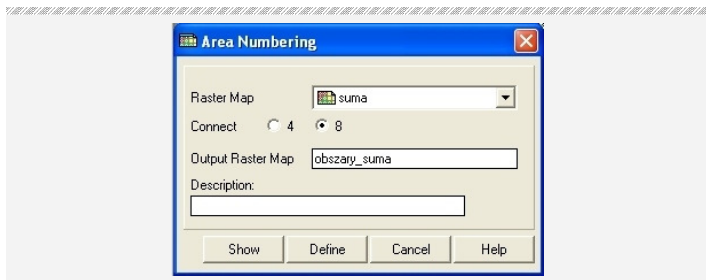 Area Numbering
Raster Map suma
Connect 4 8
Output Raster Map obszary_suma
Description:
Show Define Cancel Help